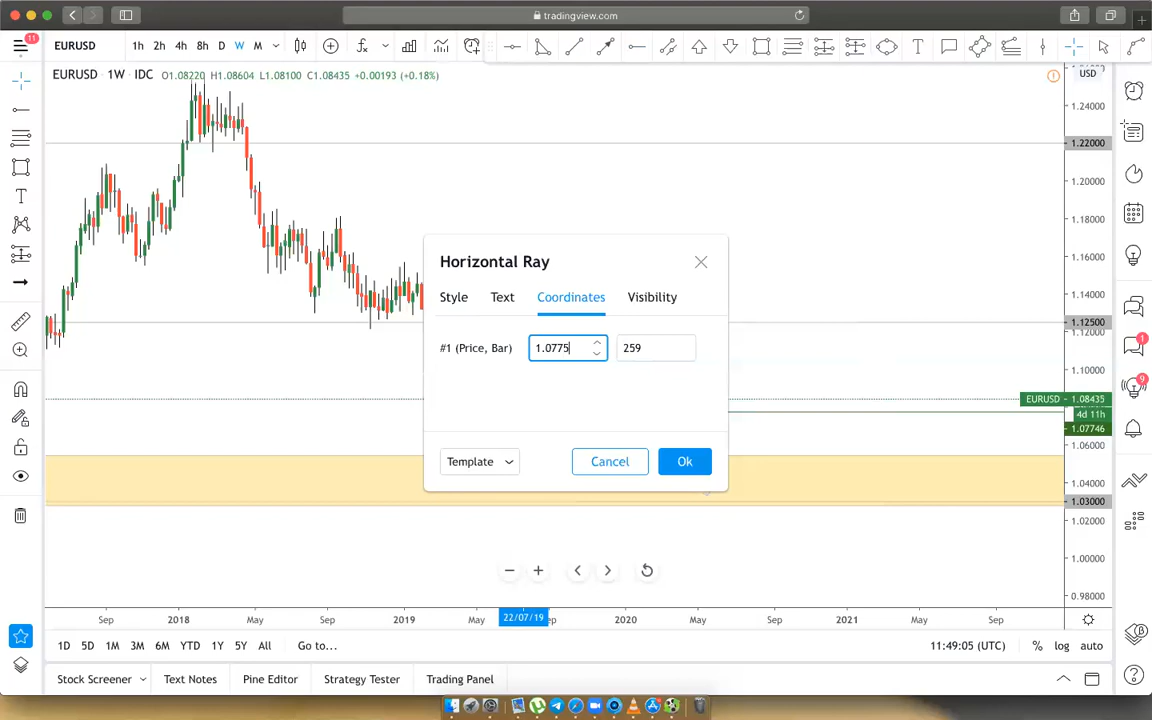 tradingview.com
11
EURUSD 1h 2h 4h 8h D W M
EURUSD 1W IDC O1.08220 H1.08604 L1.08100 C1.08435 +0.00193 (+0.18%)
USD
1.24000
1.22000
1.20000
1.18000
1.16000
1.14000
1.12500
1.12000
1.10000
EURUSD 1.08435
4d 11h
1.07746
1.06000
1.04000
1.03000
1.02000
1.00000
0.98000
Horizontal Ray
Style Text Coordinates Visibility
#1 (Price, Bar) 1.0775 259
Template Cancel Ok
1
9
Sep 2018 May Sep 2019 May 22/07/19 ep 2020 May Sep 2021 May Sep
1D 5D 1M 3M 6M YTD 1Y 5Y All Go to... 11:49:05 (UTC) % log auto
Stock Screener Text Notes Pine Editor Strategy Tester Trading Panel